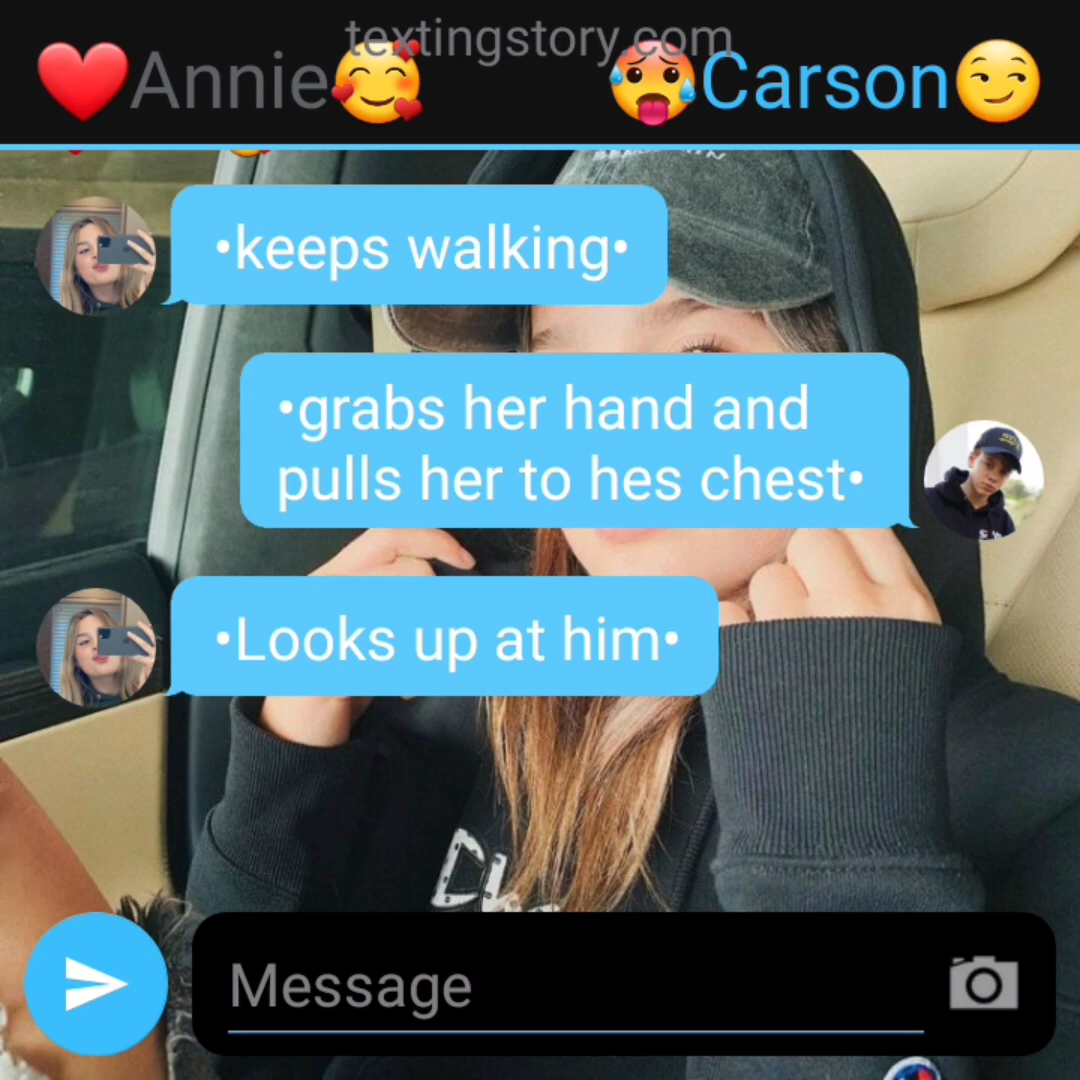 textingstory.com
❤️Annie🥰 🥵Carson😏
•keeps walking•
•grabs her hand and
pulls her to hes chest•
•Looks up at him•
Message